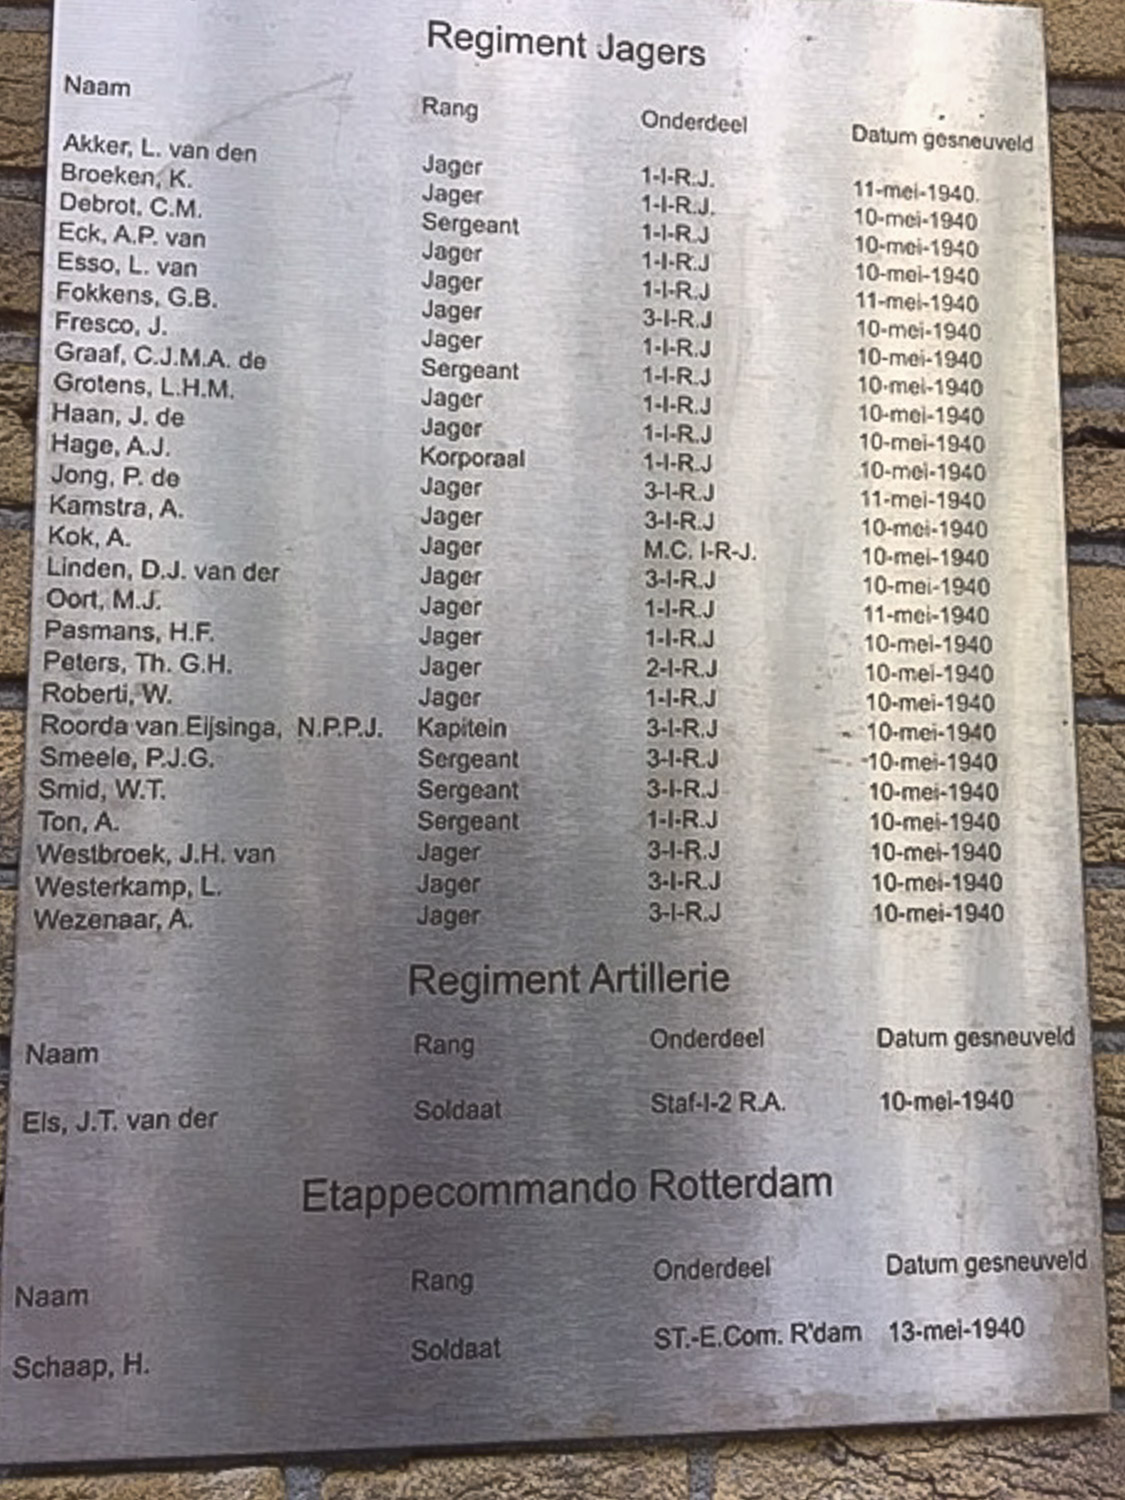 Regiment Jagers
Naam Rang Onderdeel Datum gesneuveld
Akker, L. van den Jager 1-I-R.J. 11-mei-1940.
Broeken, K. Jager 1-I-R.J. 10-mei-1940
Debrot, C.M. Sergeant 1-I-R.J 10-mei-1940
Eck, A.P. van Jager 1-I-R.J 10-mei-1940
Esso, L. van Jager 1-I-R.J 11-mei-1940
Fokkens, G.B. Jager 3-I-R.J 10-mei-1940
Fresco, J. Jager 1-I-R.J 10-mei-1940
Graaf, C.J.M.A. de Sergeant 1-I-R.J 10-mei-1940
Grotens, L.H.M. Jager 1-I-R.J 10-mei-1940
Haan, J. de Jager 1-I-R.J 10-mei-1940
Hage, A.J. Korporaal 1-I-R.J 10-mei-1940
Jong, P. de Jager 3-I-R.J 11-mei-1940
Kamstra, A. Jager 3-I-R.J 10-mei-1940
Kok, A. Jager M.C. I-R-J. 10-mei-1940
Linden, D.J. van der Jager 3-I-R.J 10-mei-1940
Oort, M.J. Jager 1-I-R.J 11-mei-1940
Pasmans, H.F. Jager 1-I-R.J 10-mei-1940
Peters, Th. G.H. Jager 2-I-R.J 10-mei-1940
Roberti, W. Jager 1-I-R.J 10-mei-1940
Roorda van Eijsinga, N.P.P.J. Kapitein 3-I-R.J 10-mei-1940
Smeele, P.J.G. Sergeant 3-I-R.J 10-mei-1940
Smid, W.T. Sergeant 3-I-R.J 10-mei-1940
Ton, A. Sergeant 1-I-R.J 10-mei-1940
Westbroek, J.H. van Jager 3-I-R.J 10-mei-1940
Westerkamp, L. Jager 3-I-R.J 10-mei-1940
Wezenaar, A. Jager 3-I-R.J 10-mei-1940
Regiment Artillerie
Naam Rang Onderdeel Datum gesneuveld
Els, J.T. van der Soldaat Staf-I-2 R.A. 10-mei-1940
Etappecommando Rotterdam
Naam Rang Onderdeel Datum gesneuveld
Schaap, H. Soldaat ST.-E.Com. R'dam 13-mei-1940